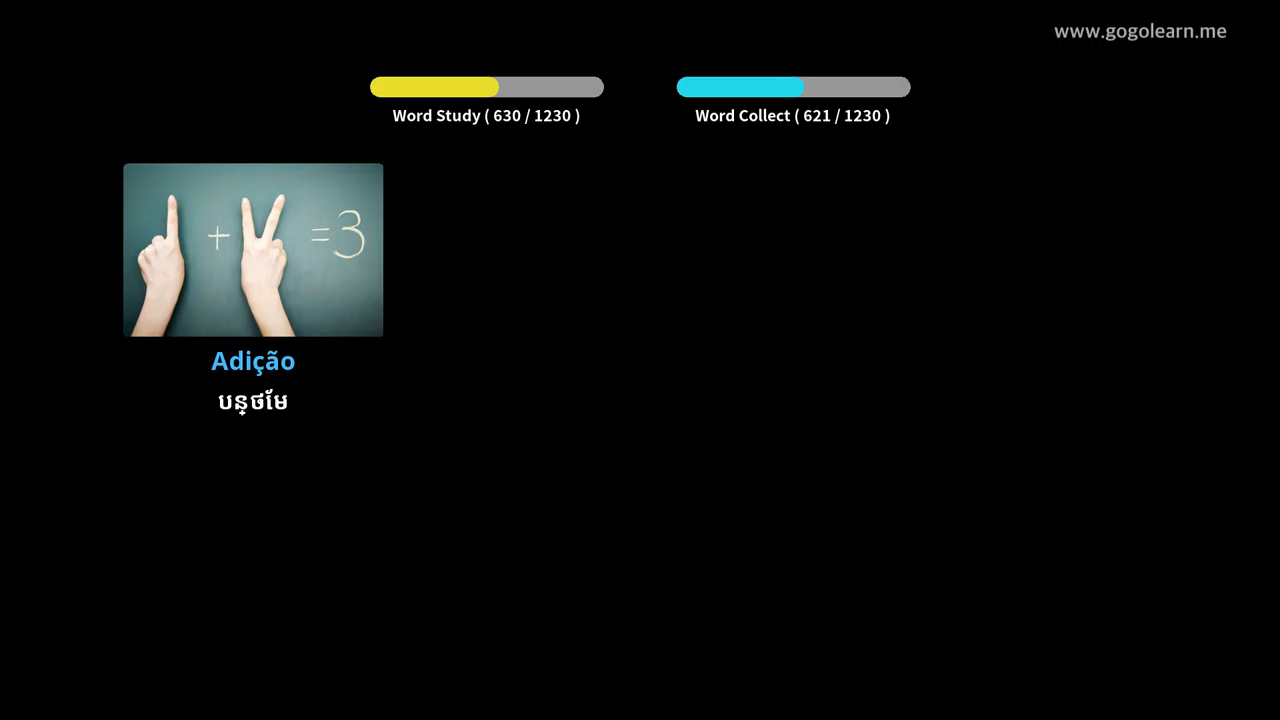 www.gogolearn.me
Word Study ( 630 / 1230 )
Word Collect ( 621 / 1230 )
+ =3
Adição
បន្ថែម